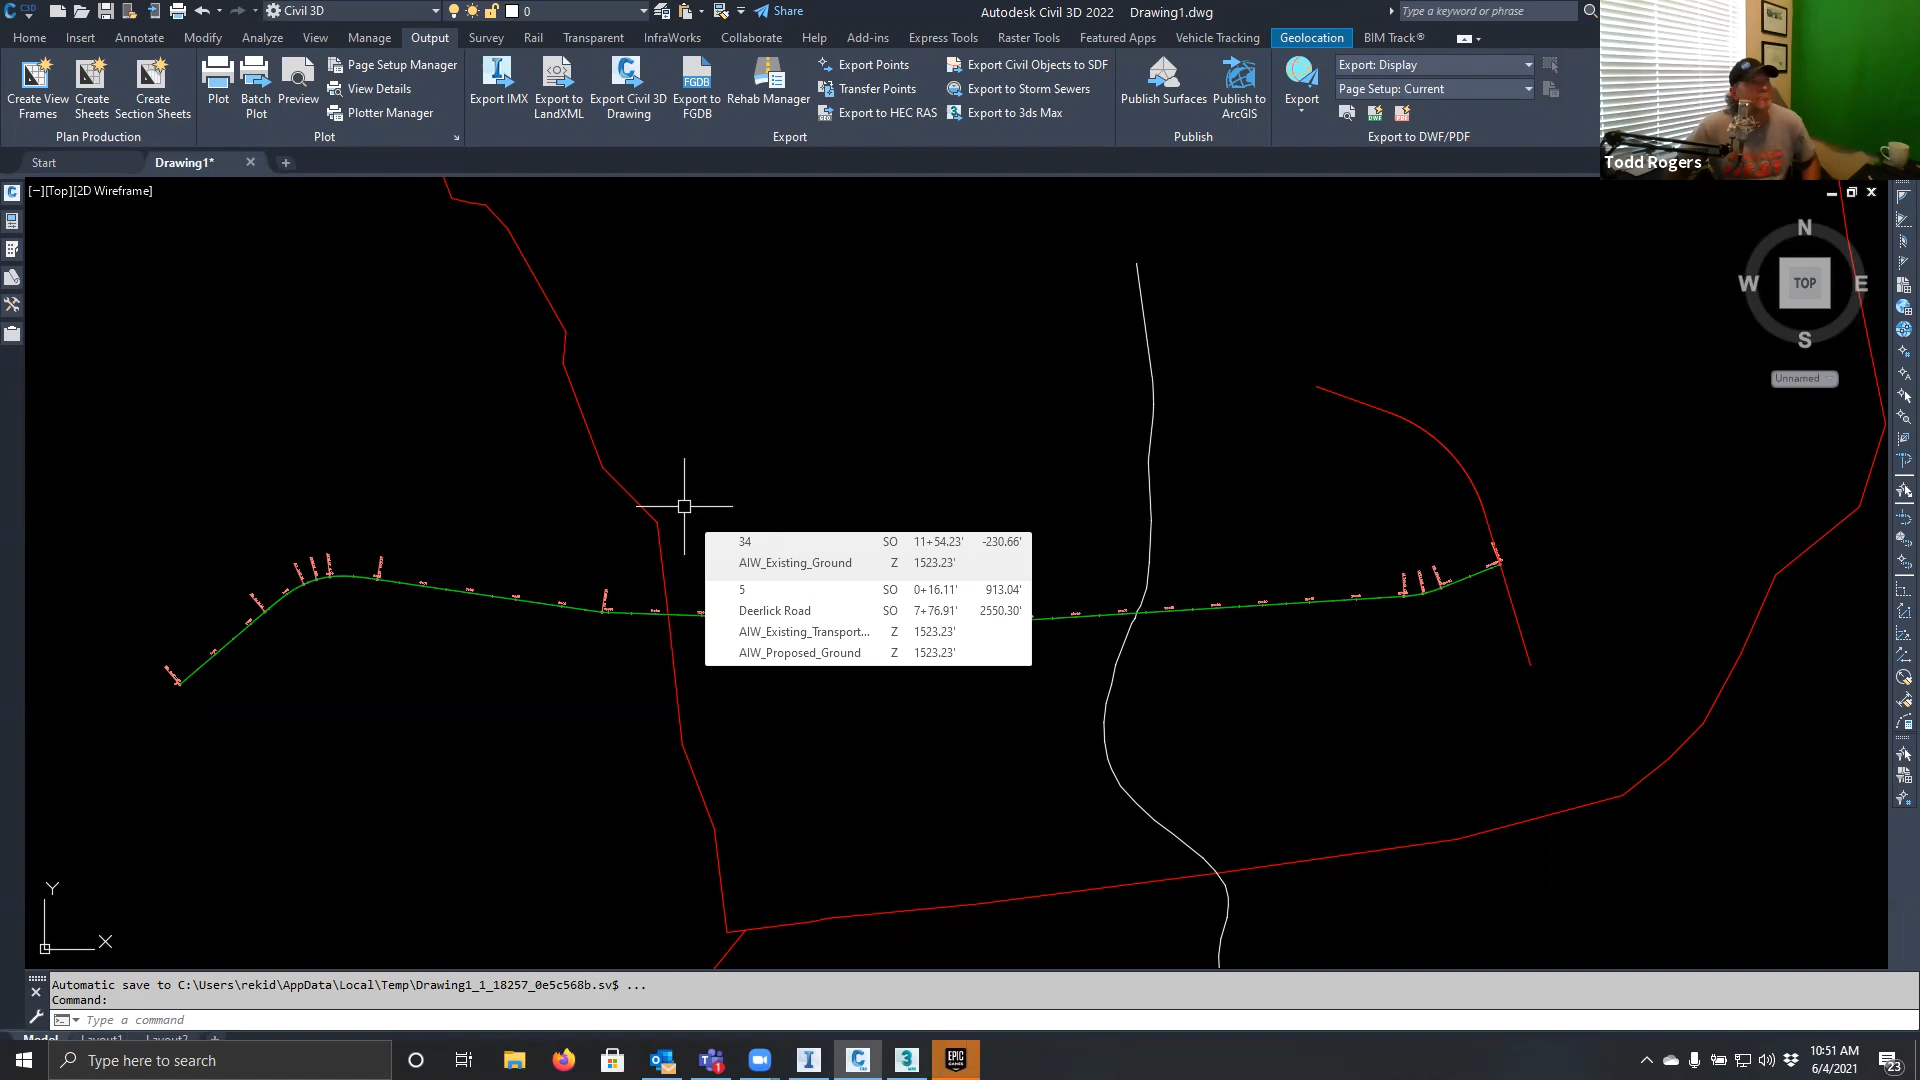 C3D
Civil 3D
0
Share
Autodesk Civil 3D 2022 Drawing1.dwg
Type a keyword or phrase
Home Insert Annotate Modify Analyze View Manage Output Survey Rail Transparent InfraWorks Collaborate Help Add-ins Express Tools Raster Tools Featured Apps Vehicle Tracking Geolocation BIM Track®
Create View Frames
Create Sheets
Create Section Sheets
Plan Production
Plot
Batch Plot
Preview
Page Setup Manager
View Details
Plotter Manager
Plot
Export IMX
Export to LandXML
Export Civil 3D Drawing
FGDB
Export to FGDB
Rehab Manager
Export Points
Transfer Points
Export to HEC RAS
Export Civil Objects to SDF
Export to Storm Sewers
Export to 3ds Max
Export
Publish Surfaces
Publish to ArcGIS
Publish
Export
Export: Display
Page Setup: Current
Export to DWF/PDF
Todd Rogers
Start
Drawing1*
[−][Top][2D Wireframe]
N
W TOP E
S
Unnamed
34 SO 11+54.23' -230.66'
AIW_Existing_Ground Z 1523.23'
5 SO 0+16.11' 913.04'
Deerlick Road SO 7+76.91' 2550.30'
AIW_Existing_Transport... Z 1523.23'
AIW_Proposed_Ground Z 1523.23'
Y
X
Automatic save to C:\Users\rekid\AppData\Local\Temp\Drawing1_1_18257_0e5c568b.sv$ ...
Command:
Type a command
Model Layout1 Layout2
Type here to search
EPIC GAMES
10:51 AM
6/4/2021
23